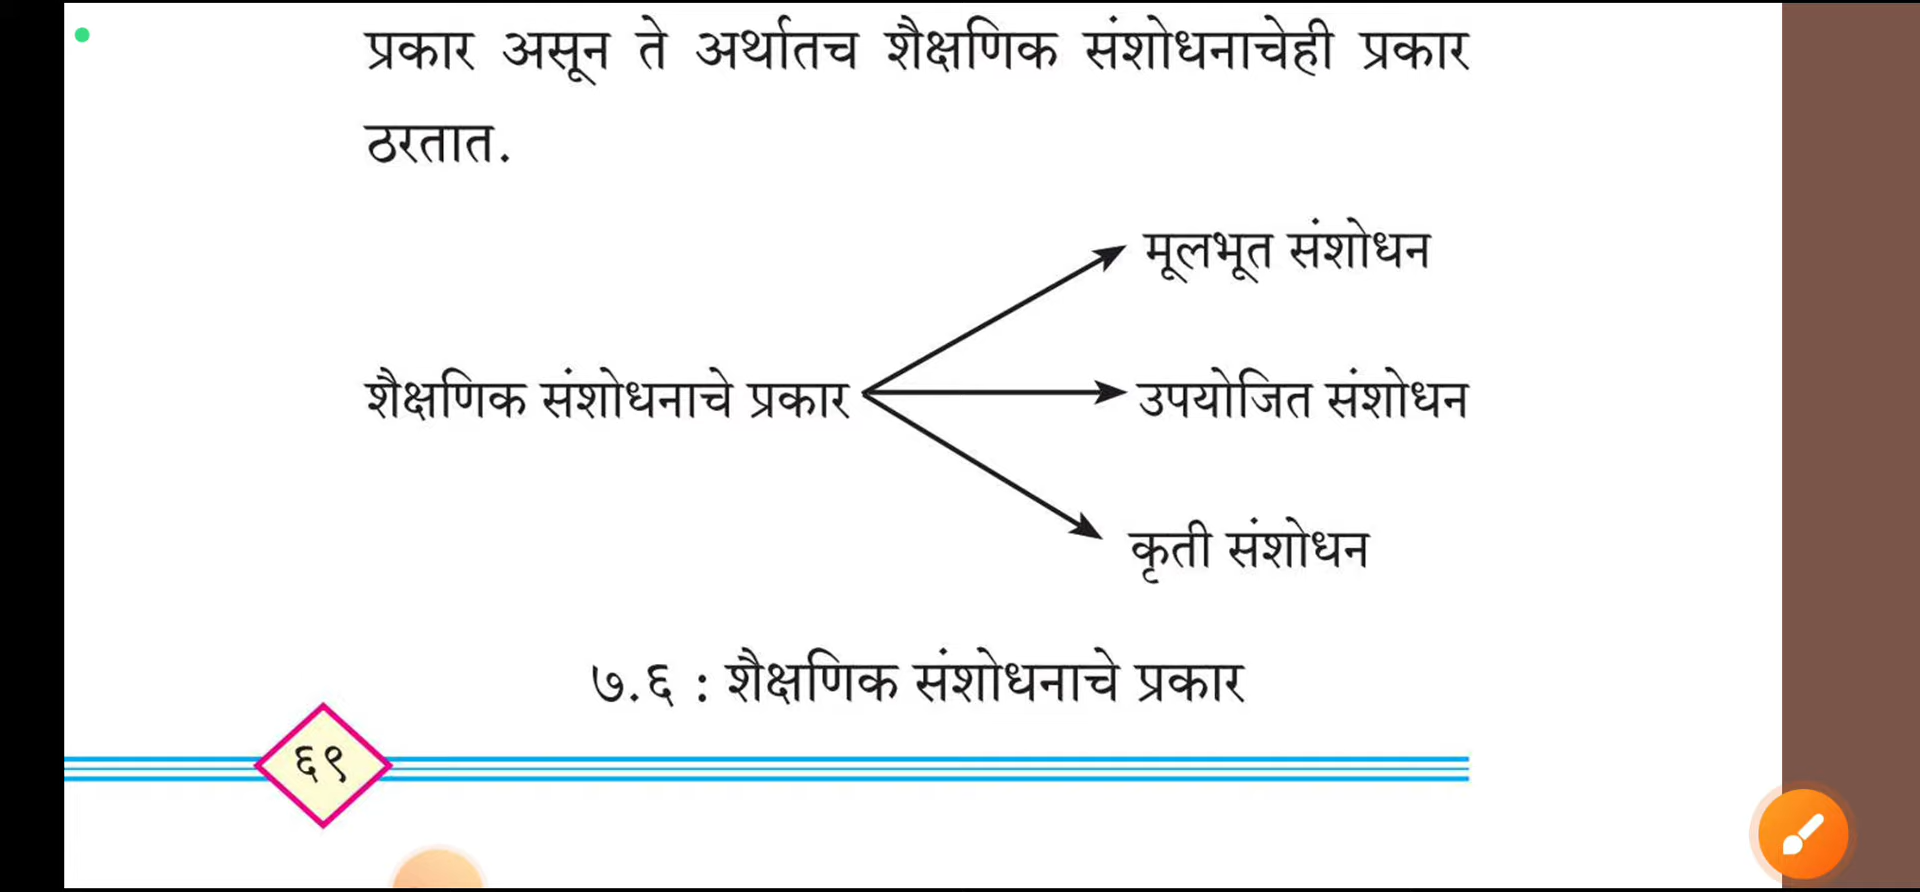 प्रकार असून ते अर्थातच शैक्षणिक संशोधनाचेही प्रकार
ठरतात.
मूलभूत संशोधन
शैक्षणिक संशोधनाचे प्रकार
उपयोजित संशोधन
कृती संशोधन
७.६ : शैक्षणिक संशोधनाचे प्रकार
६९